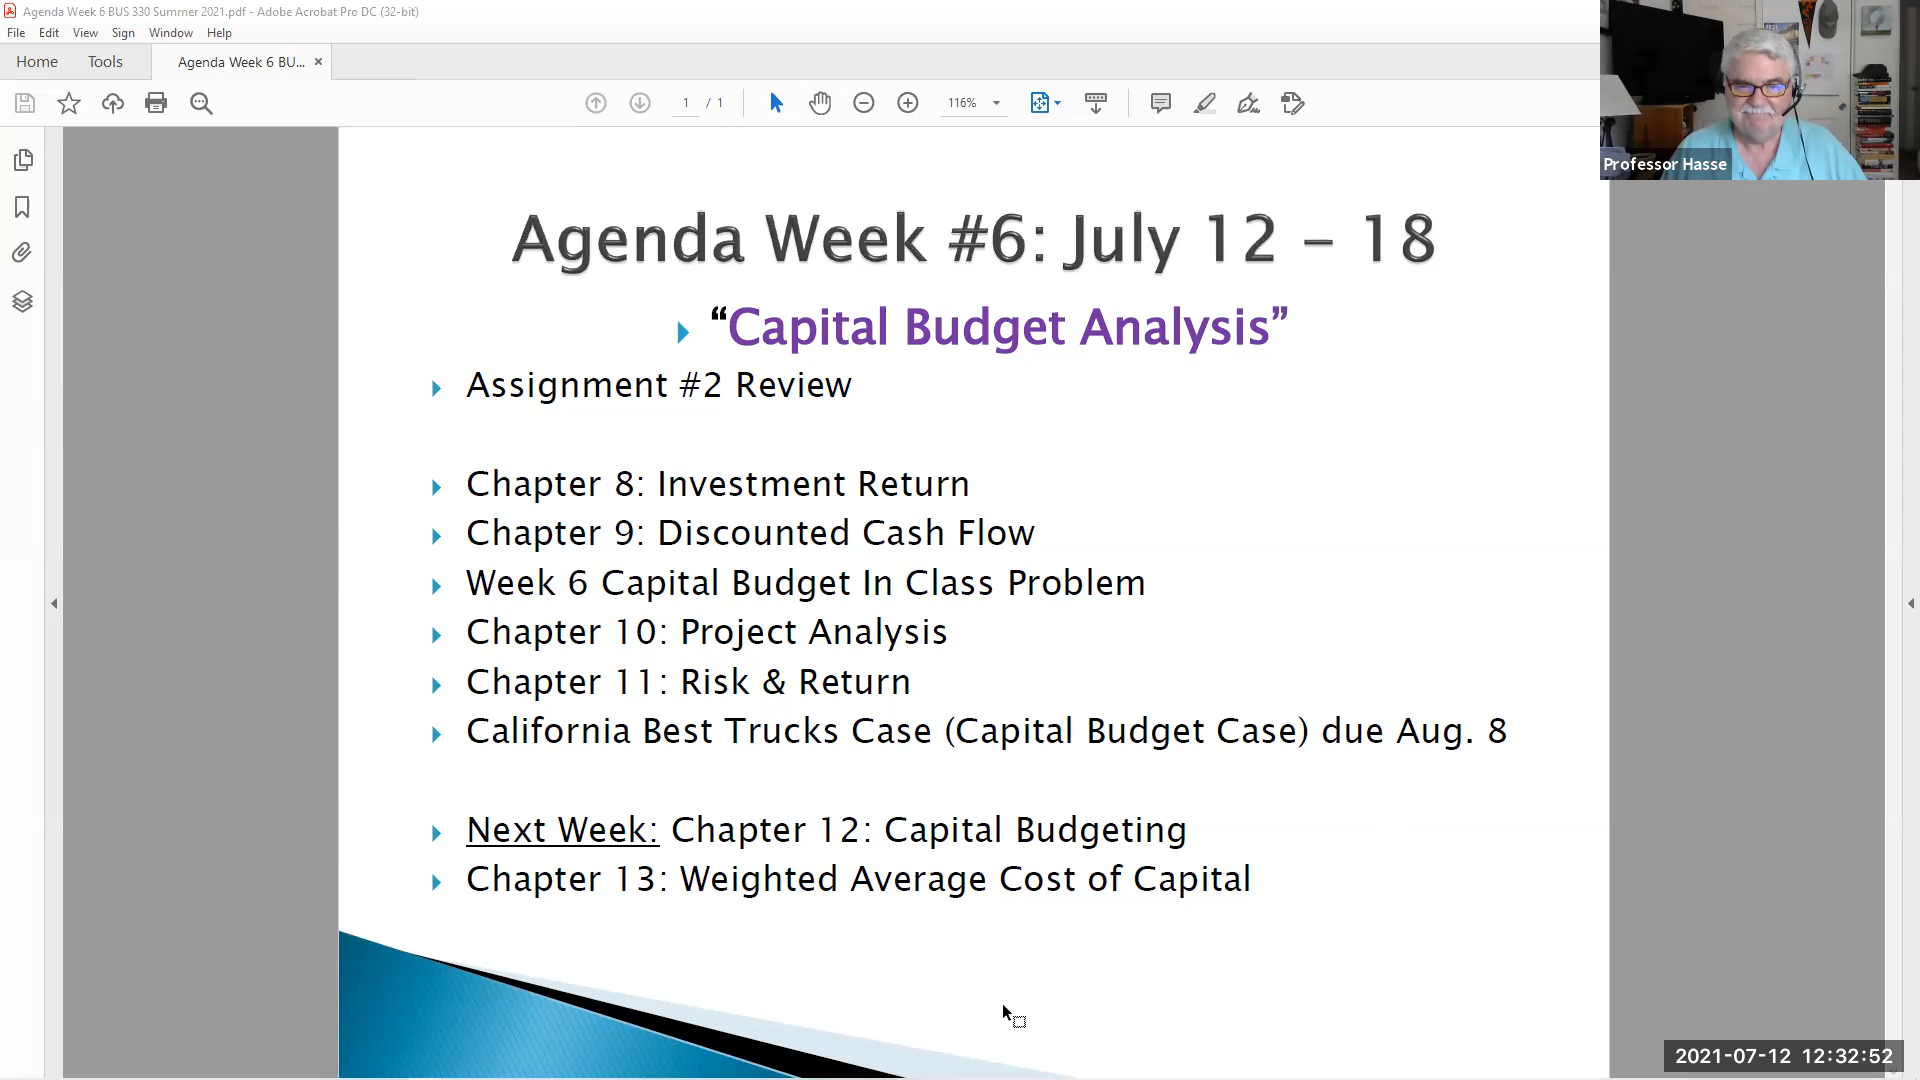 Agenda Week 6 BUS 330 Summer 2021.pdf - Adobe Acrobat Pro DC (32-bit)
File Edit View Sign Window Help
Home Tools Agenda Week 6 BU... ×
1 / 1 116%
Professor Hasse
Agenda Week #6: July 12 – 18
“Capital Budget Analysis”
Assignment #2 Review
Chapter 8: Investment Return
Chapter 9: Discounted Cash Flow
Week 6 Capital Budget In Class Problem
Chapter 10: Project Analysis
Chapter 11: Risk & Return
California Best Trucks Case (Capital Budget Case) due Aug. 8
Next Week: Chapter 12: Capital Budgeting
Chapter 13: Weighted Average Cost of Capital
2021-07-12 12:32:52